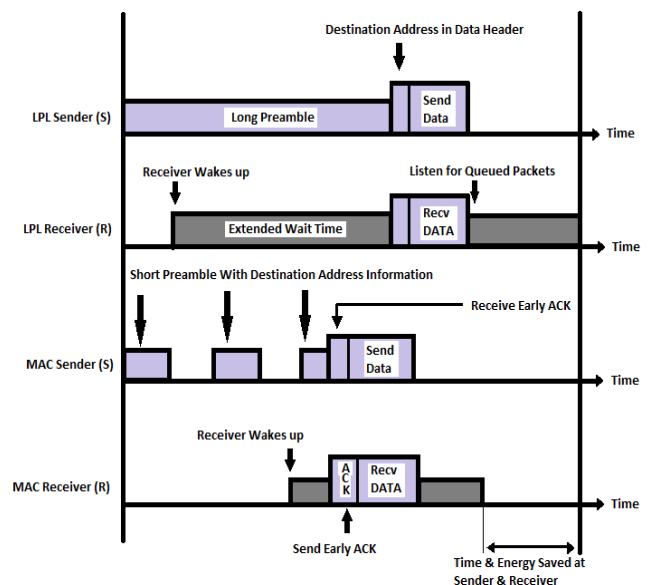 Destination Address in Data Header
LPL Sender (S)
Long Preamble
Send
Data
Time
Receiver Wakes up
Listen for Queued Packets
LPL Receiver (R)
Extended Wait Time
Recv
DATA
Time
Short Preamble With Destination Address Information
Receive Early ACK
MAC Sender (S)
Send
Data
Time
Receiver Wakes up
MAC Receiver (R)
A
C
K
Recv
DATA
Time
Send Early ACK
Time & Energy Saved at
Sender & Receiver